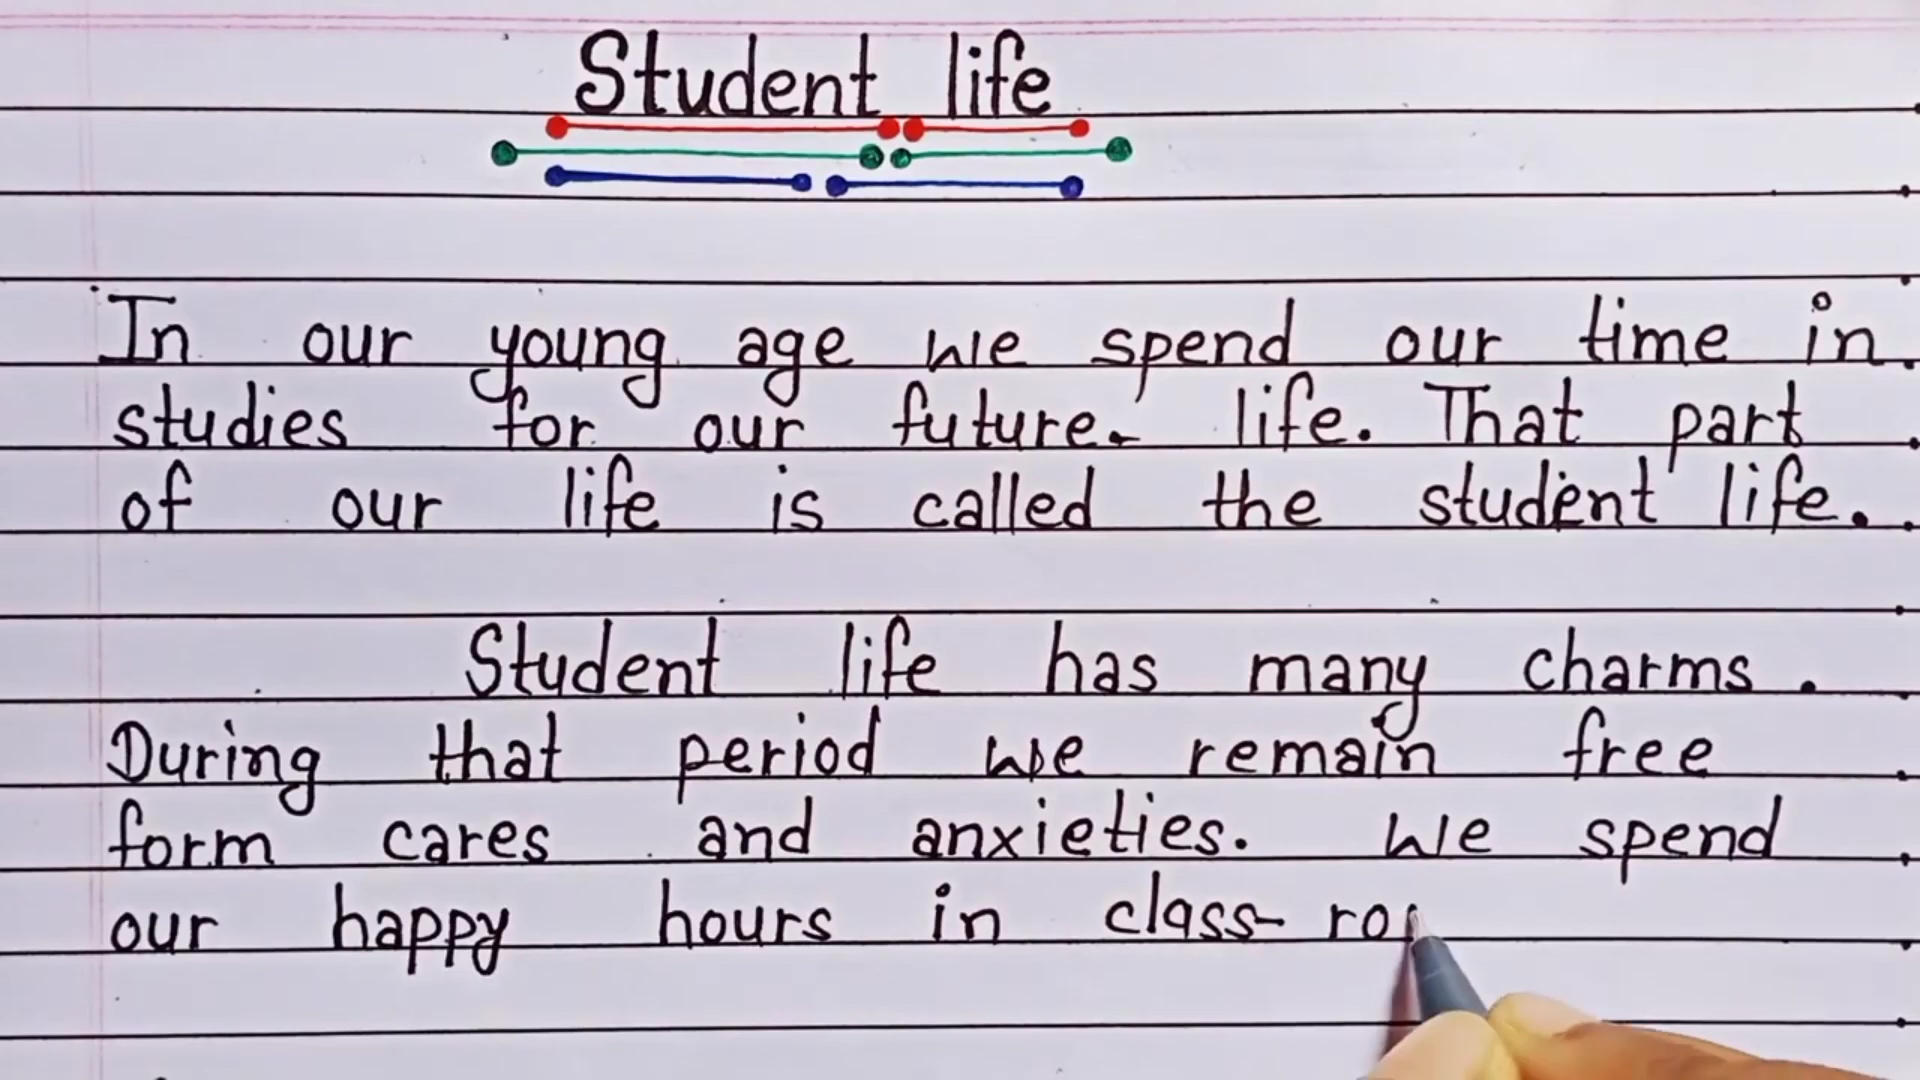 Student life
In our young age we spend our time in
studies for our future. life. That part
of our life is called the student life.
Student life has many charms.
During that period we remain free
form cares and anxieties. We spend
our happy hours in class-ro